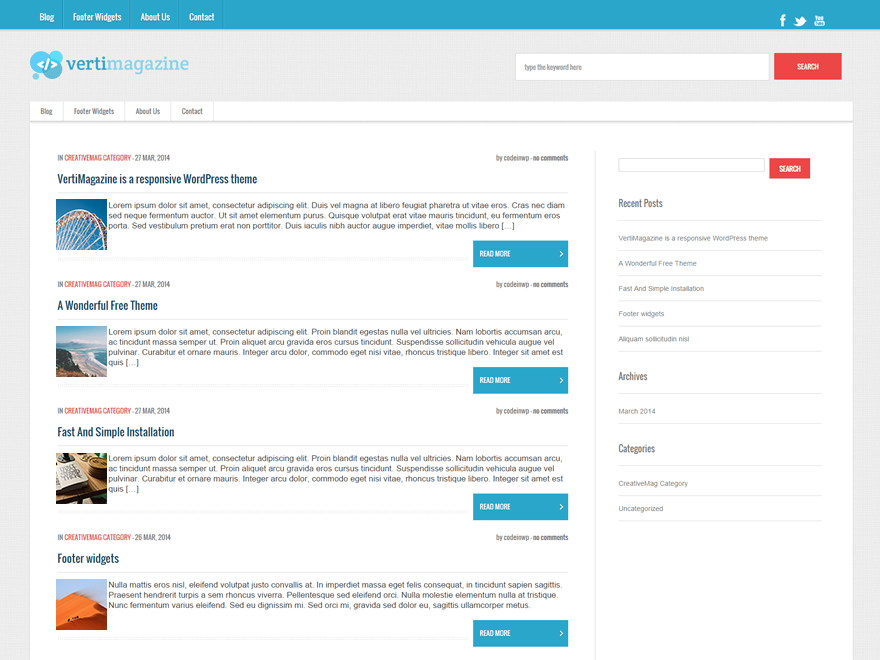 Blog Footer Widgets About Us Contact
You Tube
</> vertimagazine
type the keyword here SEARCH
Blog Footer Widgets About Us Contact
IN CREATIVEMAG CATEGORY - 27 MAR, 2014 by codeinwp - no comments
VertiMagazine is a responsive WordPress theme
Lorem ipsum dolor sit amet, consectetur adipiscing elit. Duis vel magna at libero feugiat pharetra ut vitae eros. Cras nec diam
sed neque fermentum auctor. Ut sit amet elementum purus. Quisque volutpat erat vitae mauris tincidunt, eu fermentum eros
porta. Sed vestibulum pretium erat non porttitor. Duis iaculis nibh auctor augue imperdiet, vitae mollis libero […]
READ MORE
IN CREATIVEMAG CATEGORY - 27 MAR, 2014 by codeinwp - no comments
A Wonderful Free Theme
Lorem ipsum dolor sit amet, consectetur adipiscing elit. Proin blandit egestas nulla vel ultricies. Nam lobortis accumsan arcu,
ac tincidunt massa semper ut. Proin aliquet arcu gravida eros cursus tincidunt. Suspendisse sollicitudin vehicula augue vel
pulvinar. Curabitur et ornare mauris. Integer arcu dolor, commodo eget nisi vitae, rhoncus tristique libero. Integer sit amet est
quis […]
READ MORE
IN CREATIVEMAG CATEGORY - 27 MAR, 2014 by codeinwp - no comments
Fast And Simple Installation
Lorem ipsum dolor sit amet, consectetur adipiscing elit. Proin blandit egestas nulla vel ultricies. Nam lobortis accumsan arcu,
ac tincidunt massa semper ut. Proin aliquet arcu gravida eros cursus tincidunt. Suspendisse sollicitudin vehicula augue vel
pulvinar. Curabitur et ornare mauris. Integer arcu dolor, commodo eget nisi vitae, rhoncus tristique libero. Integer sit amet est
quis […]
READ MORE
IN CREATIVEMAG CATEGORY - 26 MAR, 2014 by codeinwp - no comments
Footer widgets
Nulla mattis eros nisl, eleifend volutpat justo convallis at. In imperdiet massa eget felis consequat, in tincidunt sapien sagittis.
Praesent hendrerit turpis a sem rhoncus viverra. Pellentesque sed eleifend orci. Nulla molestie elementum nulla at tristique.
Nunc fermentum varius eleifend. Sed eu dignissim mi. Sed orci mi, gravida sed dolor eu, sagittis ullamcorper metus.
READ MORE
SEARCH
Recent Posts
VertiMagazine is a responsive WordPress theme
A Wonderful Free Theme
Fast And Simple Installation
Footer widgets
Aliquam sollicitudin nisl
Archives
March 2014
Categories
CreativeMag Category
Uncategorized